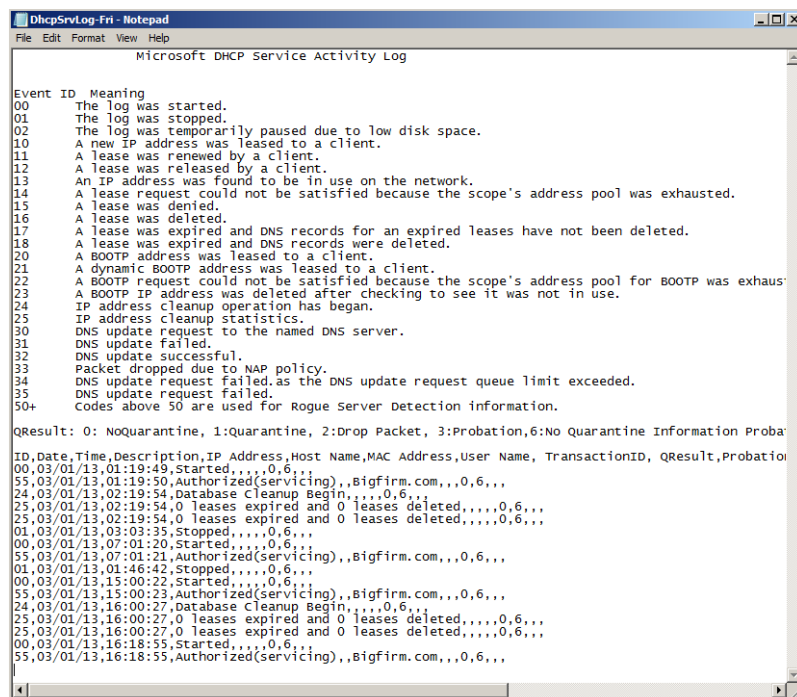 DhcpSrvLog-Fri - Notepad
File Edit Format View Help
Microsoft DHCP Service Activity Log
Event ID  Meaning
00 The log was started.
01 The log was stopped.
02 The log was temporarily paused due to low disk space.
10 A new IP address was leased to a client.
11 A lease was renewed by a client.
12 A lease was released by a client.
13 An IP address was found to be in use on the network.
14 A lease request could not be satisfied because the scope's address pool was exhausted.
15 A lease was denied.
16 A lease was deleted.
17 A lease was expired and DNS records for an expired leases have not been deleted.
18 A lease was expired and DNS records were deleted.
20 A BOOTP address was leased to a client.
21 A dynamic BOOTP address was leased to a client.
22 A BOOTP request could not be satisfied because the scope's address pool for BOOTP was exhaust
23 A BOOTP IP address was deleted after checking to see it was not in use.
24 IP address cleanup operation has began.
25 IP address cleanup statistics.
30 DNS update request to the named DNS server.
31 DNS update failed.
32 DNS update successful.
33 Packet dropped due to NAP policy.
34 DNS update request failed.as the DNS update request queue limit exceeded.
35 DNS update request failed.
50+ Codes above 50 are used for Rogue Server Detection information.
QResult: 0: NoQuarantine, 1:Quarantine, 2:Drop Packet, 3:Probation,6:No Quarantine Information Probat
ID,Date,Time,Description,IP Address,Host Name,MAC Address,User Name, TransactionID, QResult,Probation
00,03/01/13,01:19:49,Started,,,,,0,6,,,
55,03/01/13,01:19:50,Authorized(servicing),,Bigfirm.com,,,0,6,,,
24,03/01/13,02:19:54,Database Cleanup Begin,,,,,0,6,,,
25,03/01/13,02:19:54,0 leases expired and 0 leases deleted,,,,,0,6,,,
25,03/01/13,02:19:54,0 leases expired and 0 leases deleted,,,,,0,6,,,
01,03/01/13,03:03:35,Stopped,,,,,0,6,,,
00,03/01/13,07:01:20,Started,,,,,0,6,,,
55,03/01/13,07:01:21,Authorized(servicing),,Bigfirm.com,,,0,6,,,
01,03/01/13,01:46:42,Stopped,,,,,0,6,,,
00,03/01/13,15:00:22,Started,,,,,0,6,,,
55,03/01/13,15:00:23,Authorized(servicing),,Bigfirm.com,,,0,6,,,
24,03/01/13,16:00:27,Database Cleanup Begin,,,,,0,6,,,
25,03/01/13,16:00:27,0 leases expired and 0 leases deleted,,,,,0,6,,,
25,03/01/13,16:00:27,0 leases expired and 0 leases deleted,,,,,0,6,,,
00,03/01/13,16:18:55,Started,,,,,0,6,,,
55,03/01/13,16:18:55,Authorized(servicing),,Bigfirm.com,,,0,6,,,